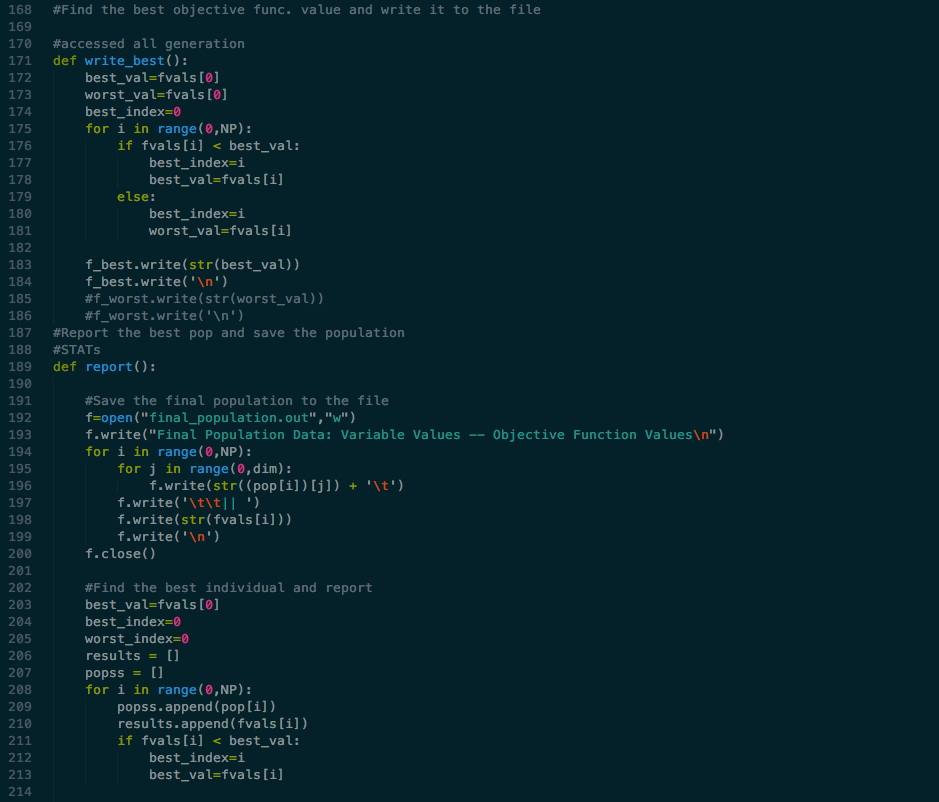 168 #Find the best objective func. value and write it to the file
169
170 #accessed all generation
171 def write_best():
172     best_val=fvals[0]
173     worst_val=fvals[0]
174     best_index=0
175     for i in range(0,NP):
176         if fvals[i] < best_val:
177             best_index=i
178             best_val=fvals[i]
179         else:
180             best_index=i
181             worst_val=fvals[i]
182
183     f_best.write(str(best_val))
184     f_best.write('\n')
185     #f_worst.write(str(worst_val))
186     #f_worst.write('\n')
187 #Report the best pop and save the population
188 #STATs
189 def report():
190
191     #Save the final population to the file
192     f=open("final_population.out","w")
193     f.write("Final Population Data: Variable Values -- Objective Function Values\n")
194     for i in range(0,NP):
195         for j in range(0,dim):
196             f.write(str((pop[i])[j]) + '\t')
197         f.write('\t\t|| ')
198         f.write(str(fvals[i]))
199         f.write('\n')
200     f.close()
201
202     #Find the best individual and report
203     best_val=fvals[0]
204     best_index=0
205     worst_index=0
206     results = []
207     popss = []
208     for i in range(0,NP):
209         popss.append(pop[i])
210         results.append(fvals[i])
211         if fvals[i] < best_val:
212             best_index=i
213             best_val=fvals[i]
214